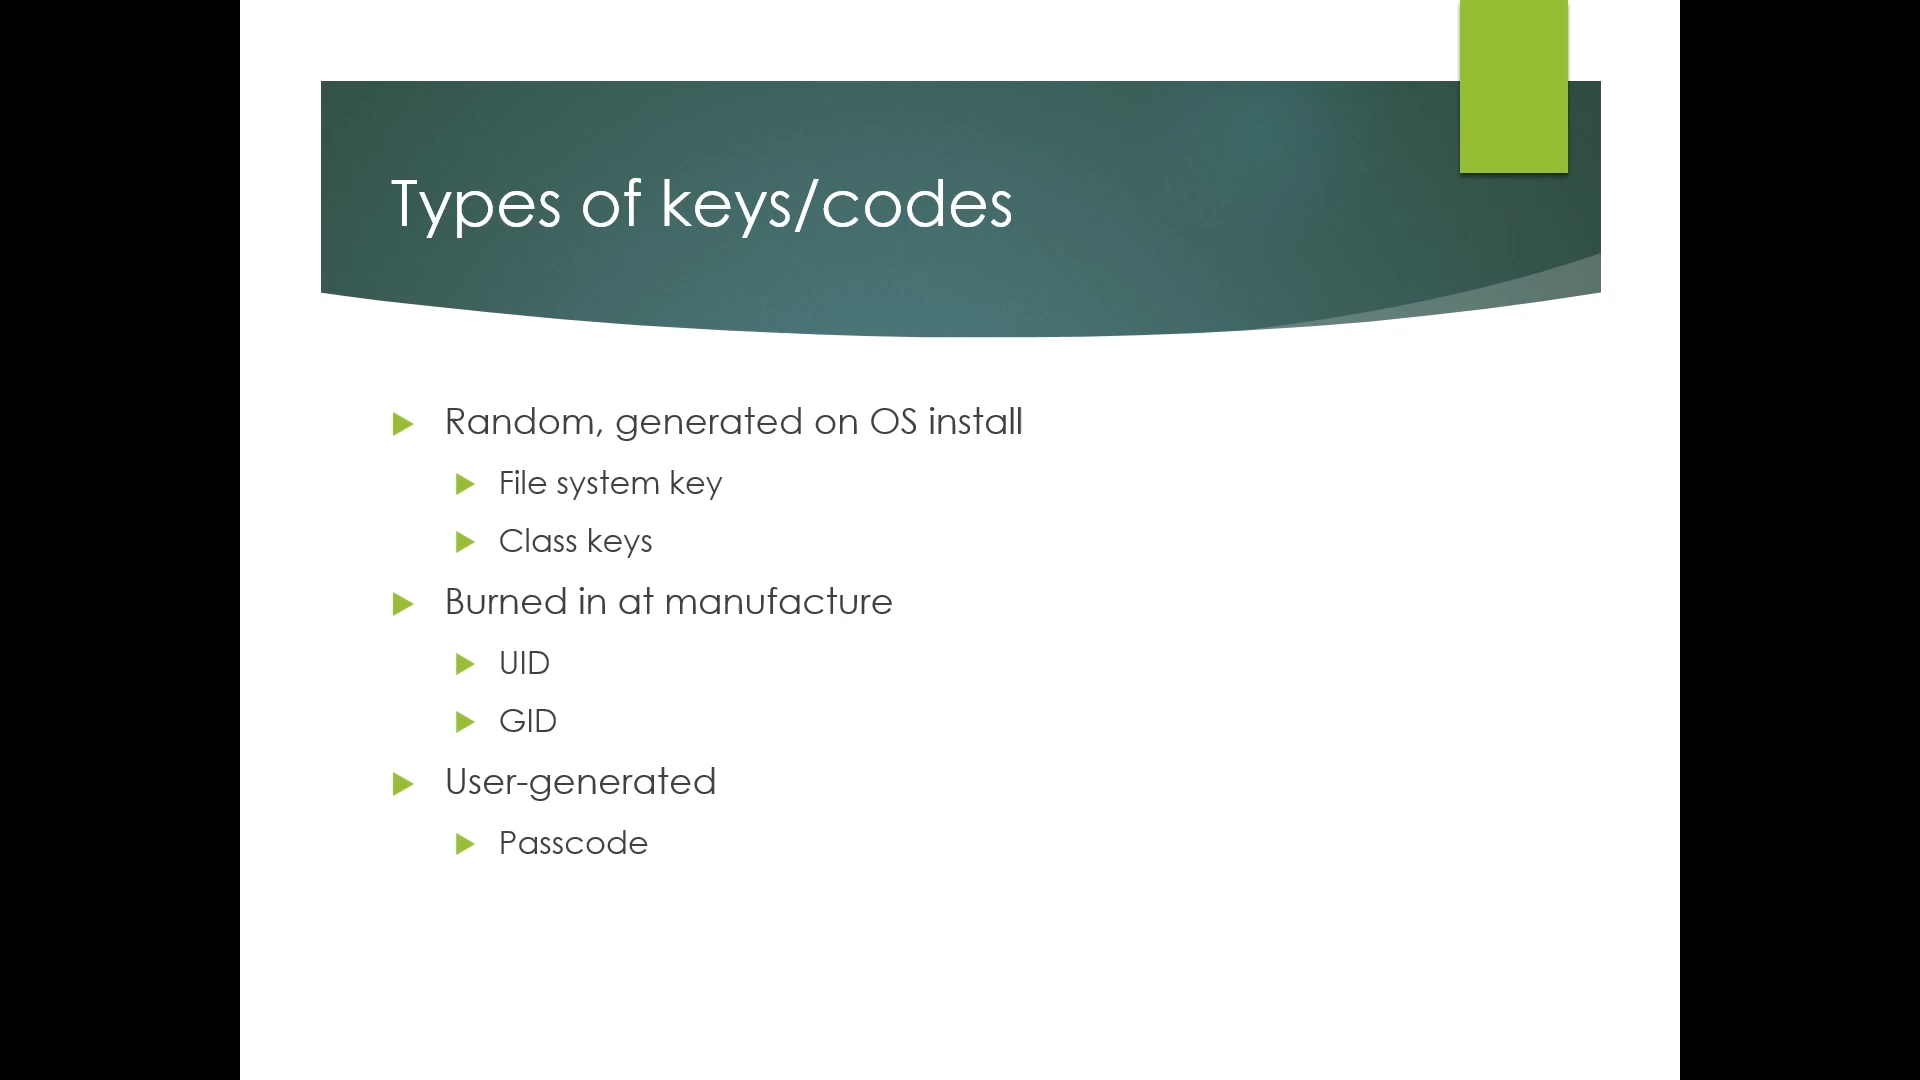 Types of keys/codes
Random, generated on OS install
File system key
Class keys
Burned in at manufacture
UID
GID
User-generated
Passcode